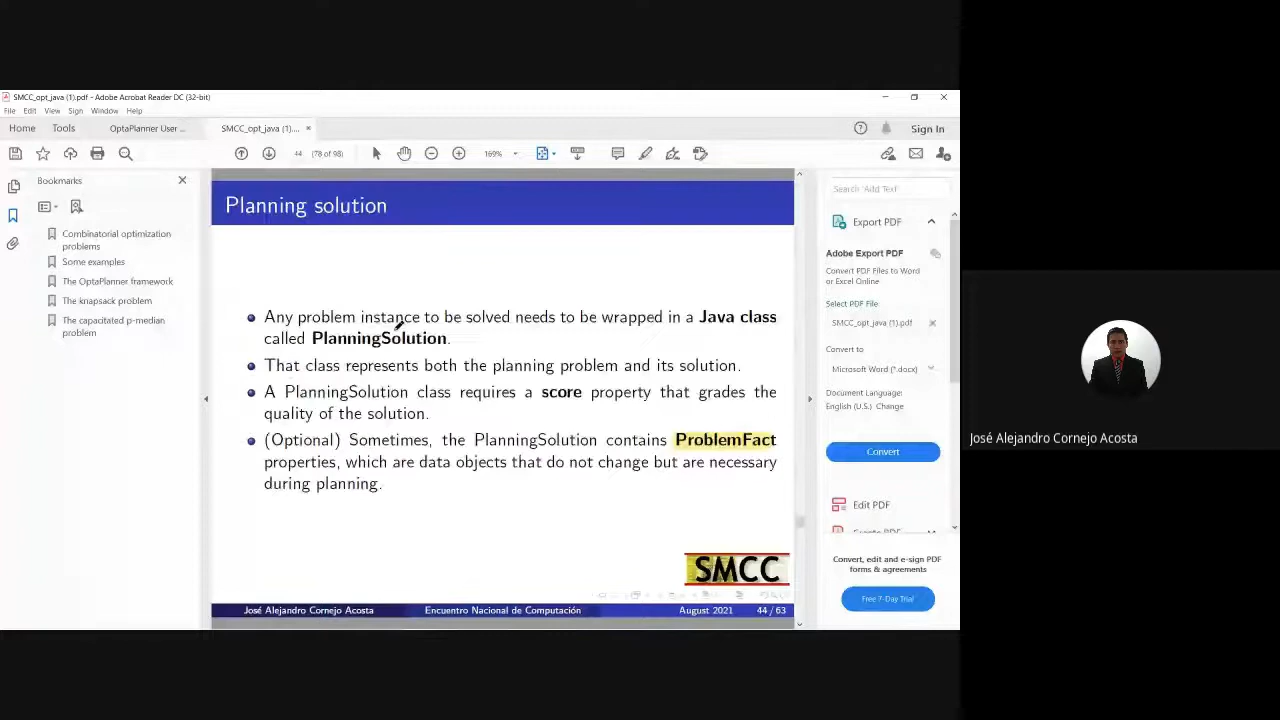 SMCC_opt_java (1).pdf - Adobe Acrobat Reader DC (32-bit)
File Edit View Sign Window Help
Home Tools OptaPlanner User ... SMCC_opt_java (1).... × Sign In
44 (78 of 98) 169%
Bookmarks
Combinatorial optimization
problems
Some examples
The OptaPlanner framework
The knapsack problem
The capacitated p-median
problem
Planning solution
Any problem instance to be solved needs to be wrapped in a Java class
called PlanningSolution.
That class represents both the planning problem and its solution.
A PlanningSolution class requires a score property that grades the
quality of the solution.
(Optional) Sometimes, the PlanningSolution contains ProblemFact
properties, which are data objects that do not change but are necessary
during planning.
SMCC
José Alejandro Cornejo Acosta Encuentro Nacional de Computación August 2021 44 / 63
Search 'Add Text'
Export PDF
Adobe Export PDF
Convert PDF Files to Word
or Excel Online
Select PDF File
SMCC_opt_java (1).pdf
Convert to
Microsoft Word (*.docx)
Document Language:
English (U.S.) Change
Convert
Edit PDF
Convert, edit and e-sign PDF
forms & agreements
Free 7-Day Trial
José Alejandro Cornejo Acosta